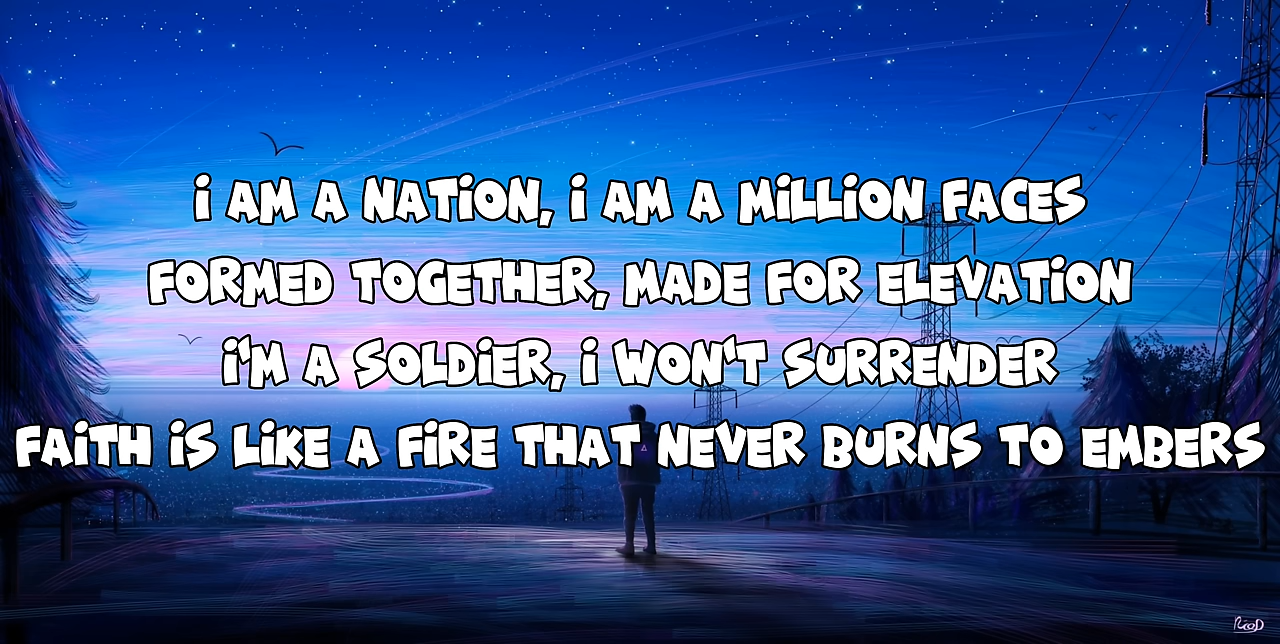 i AM A NATiON, i AM A MiLLiON FACES
FORMED TOGETHER, MADE FOR ELEVATiON
i'M A SOLDiER, i WON'T SURRENDER
FAiTH iS LiKE A FiRE THAT NEVER BURNS TO EMBERS